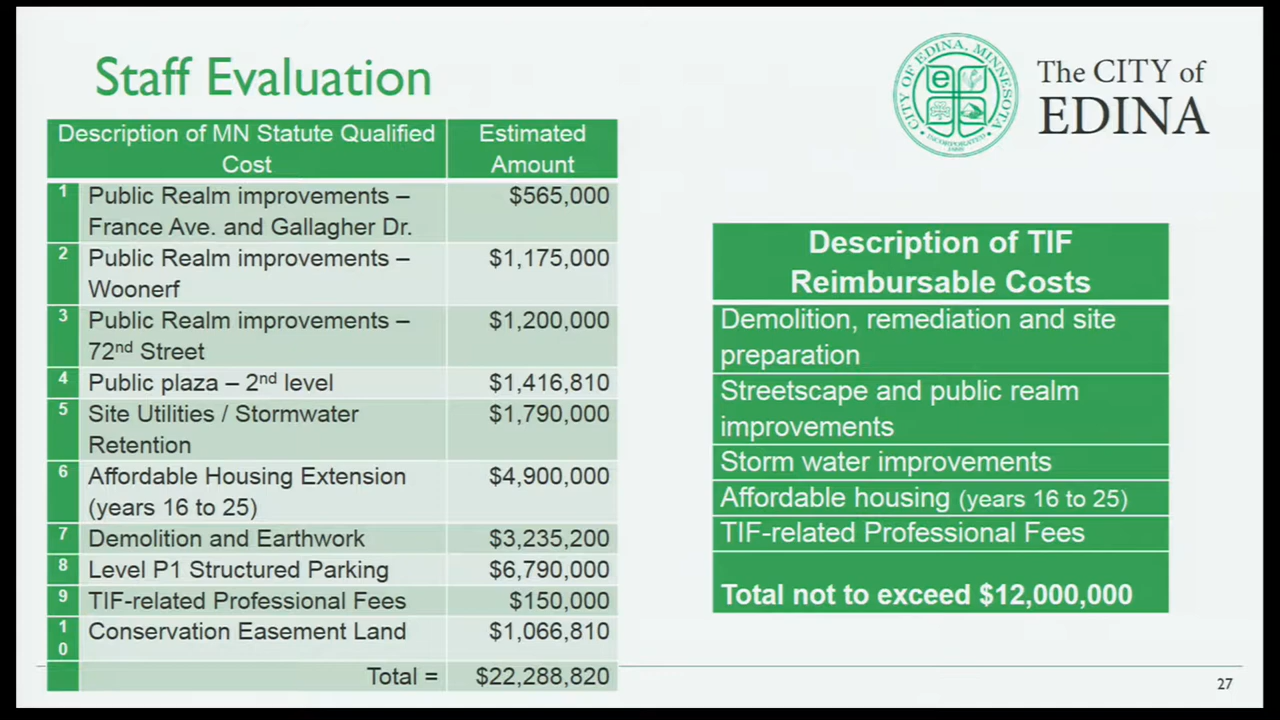 Staff Evaluation
CITY OF EDINA, MINNESOTA
e
INCORPORATED
1888
The CITY of
EDINA
Description of MN Statute Qualified
Cost
Estimated
Amount
1 Public Realm improvements – $565,000
France Ave. and Gallagher Dr.
2 Public Realm improvements – $1,175,000
Woonerf
3 Public Realm improvements – $1,200,000
72nd Street
4 Public plaza – 2nd level $1,416,810
5 Site Utilities / Stormwater $1,790,000
Retention
6 Affordable Housing Extension $4,900,000
(years 16 to 25)
7 Demolition and Earthwork $3,235,200
8 Level P1 Structured Parking $6,790,000
9 TIF-related Professional Fees $150,000
10 Conservation Easement Land $1,066,810
Total = $22,288,820
Description of TIF
Reimbursable Costs
Demolition, remediation and site
preparation
Streetscape and public realm
improvements
Storm water improvements
Affordable housing (years 16 to 25)
TIF-related Professional Fees
Total not to exceed $12,000,000
27